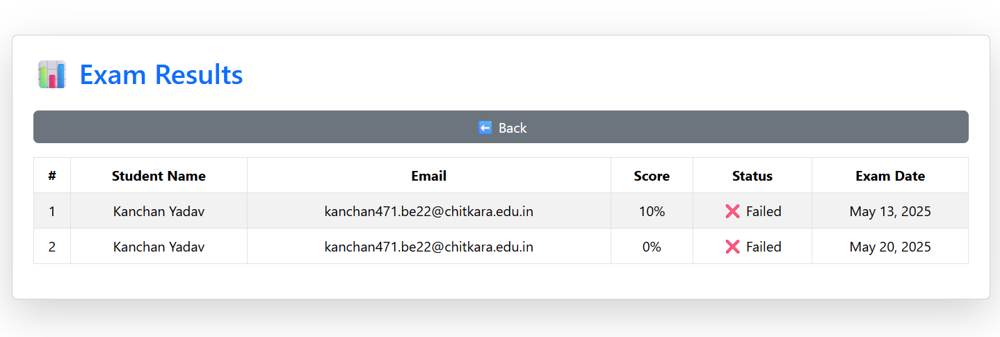 Exam Results
Back
# Student Name Email Score Status Exam Date
1 Kanchan Yadav kanchan471.be22@chitkara.edu.in 10% ❌ Failed May 13, 2025
2 Kanchan Yadav kanchan471.be22@chitkara.edu.in 0% ❌ Failed May 20, 2025